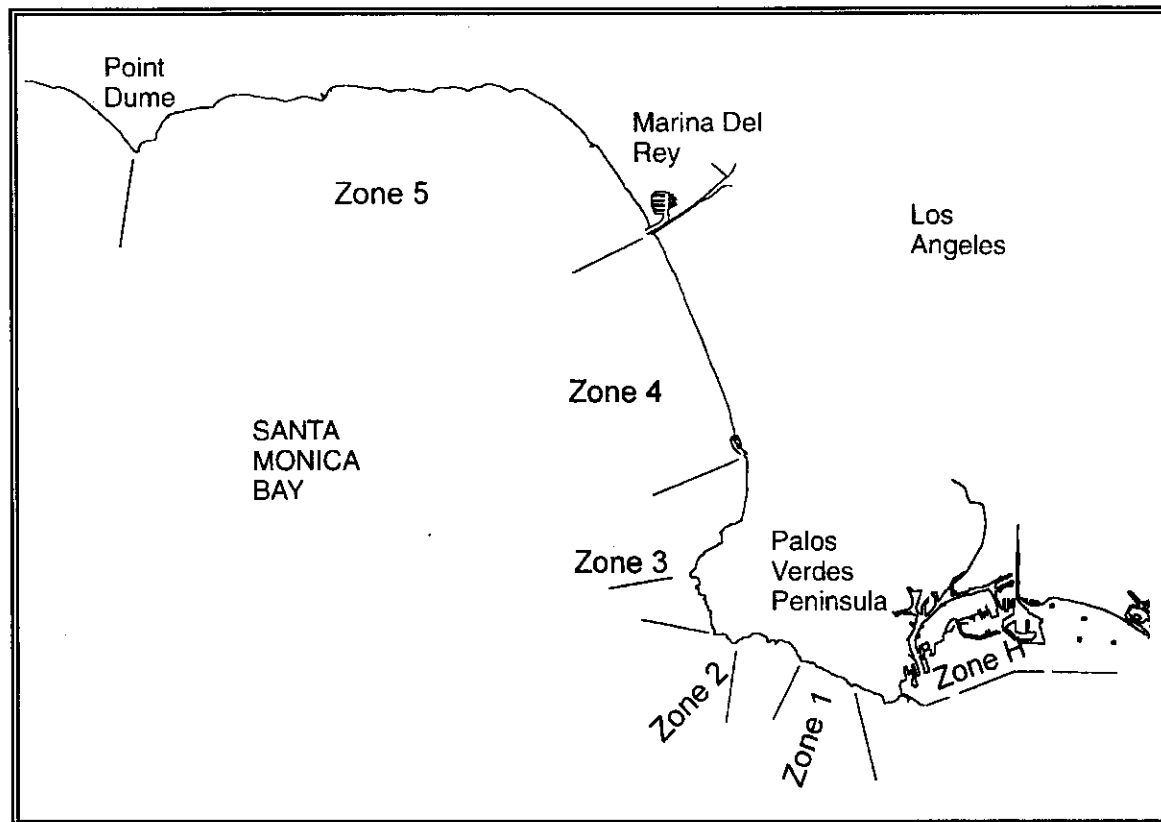 Point
Dume
Marina Del
Rey
Zone 5
Los
Angeles
Zone 4
SANTA
MONICA
BAY
Zone 3
Palos
Verdes
Peninsula
Zone H
Zone 2
Zone 1